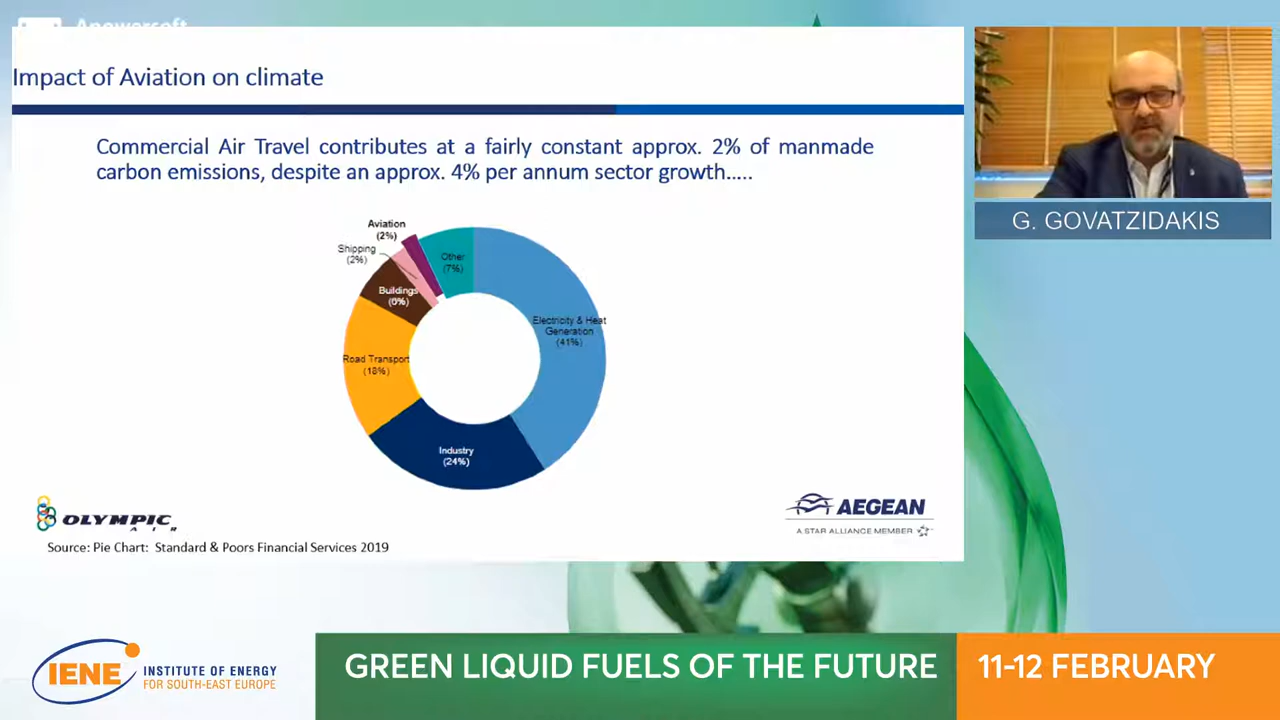 Apowersoft
Impact of Aviation on climate
Commercial Air Travel contributes at a fairly constant approx. 2% of manmade
carbon emissions, despite an approx. 4% per annum sector growth.....
Aviation
(2%)
Shipping
(2%)
Other
(7%)
Buildings
(6%)
Electricity & Heat
Generation
(41%)
Road Transport
(18%)
Industry
(24%)
OLYMPIC
AIR
AEGEAN
A STAR ALLIANCE MEMBER
Source: Pie Chart: Standard & Poors Financial Services 2019
G. GOVATZIDAKIS
IENE
INSTITUTE OF ENERGY
FOR SOUTH-EAST EUROPE
GREEN LIQUID FUELS OF THE FUTURE
11-12 FEBRUARY